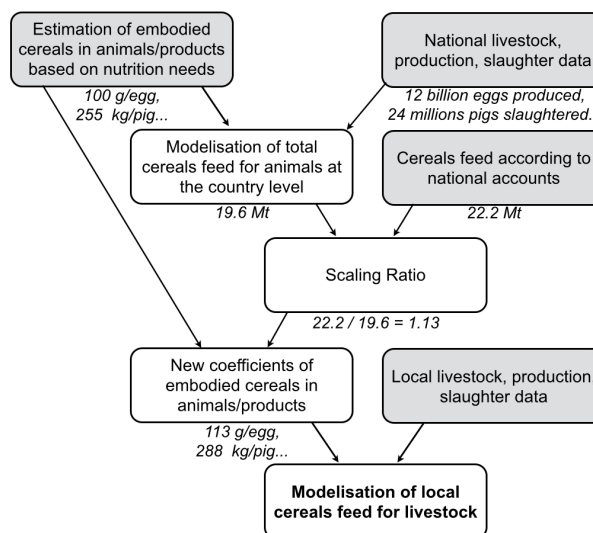 Estimation of embodied
cereals in animals/products
based on nutrition needs
National livestock,
production, slaughter data
100 g/egg,
255 kg/pig...
12 billion eggs produced,
24 millions pigs slaughtered.
Modelisation of total
cereals feed for animals at
the country level
Cereals feed according to
national accounts
19.6 Mt
22.2 Mt
Scaling Ratio
22.2 / 19.6 = 1.13
New coefficients of
embodied cereals in
animals/products
Local livestock, production
slaughter data
113 g/egg,
288 kg/pig...
Modelisation of local
cereals feed for livestock